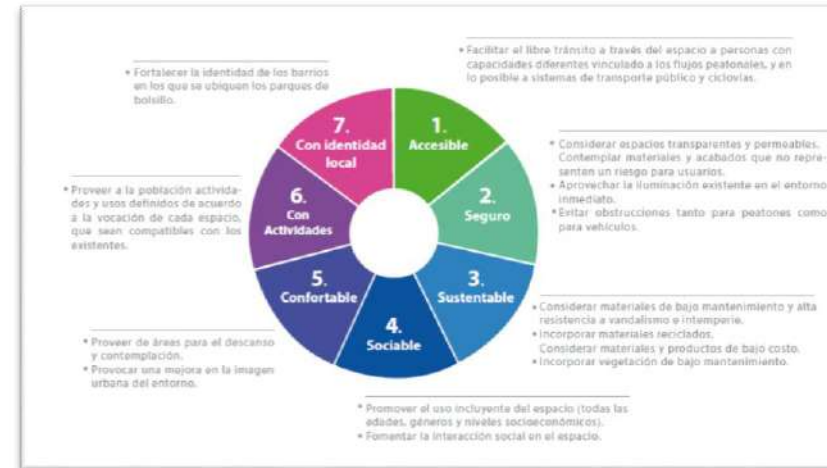 • Facilitar el libre tránsito a través del espacio a personas con
capacidades diferentes vinculado a los flujos peatonales, y en
lo posible a sistemas de transporte público y ciclovías.
• Fortalecer la identidad de los barrios
en los que se ubiquen los parques de
bolsillo.
7.
Con identidad
local
1.
Accesible
• Considerar espacios transparentes y permeables.
Contemplar materiales y acabados que no repre-
senten un riesgo para usuarios.
• Aprovechar la iluminación existente en el entorno
inmediato.
• Evitar obstrucciones tanto para peatones como
para vehículos.
• Proveer a la población activida-
des y usos definidos de acuerdo
a la vocación de cada espacio,
que sean compatibles con los
existentes.
6.
Con
Actividades
2.
Seguro
5.
Confortable
3.
Sustentable
4.
Sociable
• Considerar materiales de bajo mantenimiento y alta
resistencia a vandalismo e intemperie.
• Incorporar materiales reciclados.
Considerar materiales y productos de bajo costo.
• Incorporar vegetación de bajo mantenimiento.
• Proveer de áreas para el descanso
y contemplación.
• Provocar una mejora en la imagen
urbana del entorno.
• Promover el uso incluyente del espacio (todas las
edades, géneros y niveles socioeconómicos).
• Fomentar la interacción social en el espacio.